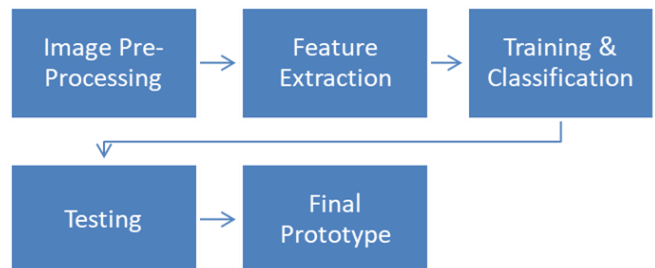 Image Pre-
Processing
Feature
Extraction
Training &
Classification
Testing
Final
Prototype